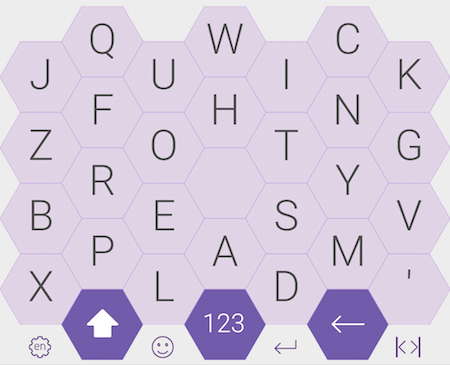 Q W C
J U I K
F H N
Z O T G
R Y
B E S V
P A M
X L D '
123
en